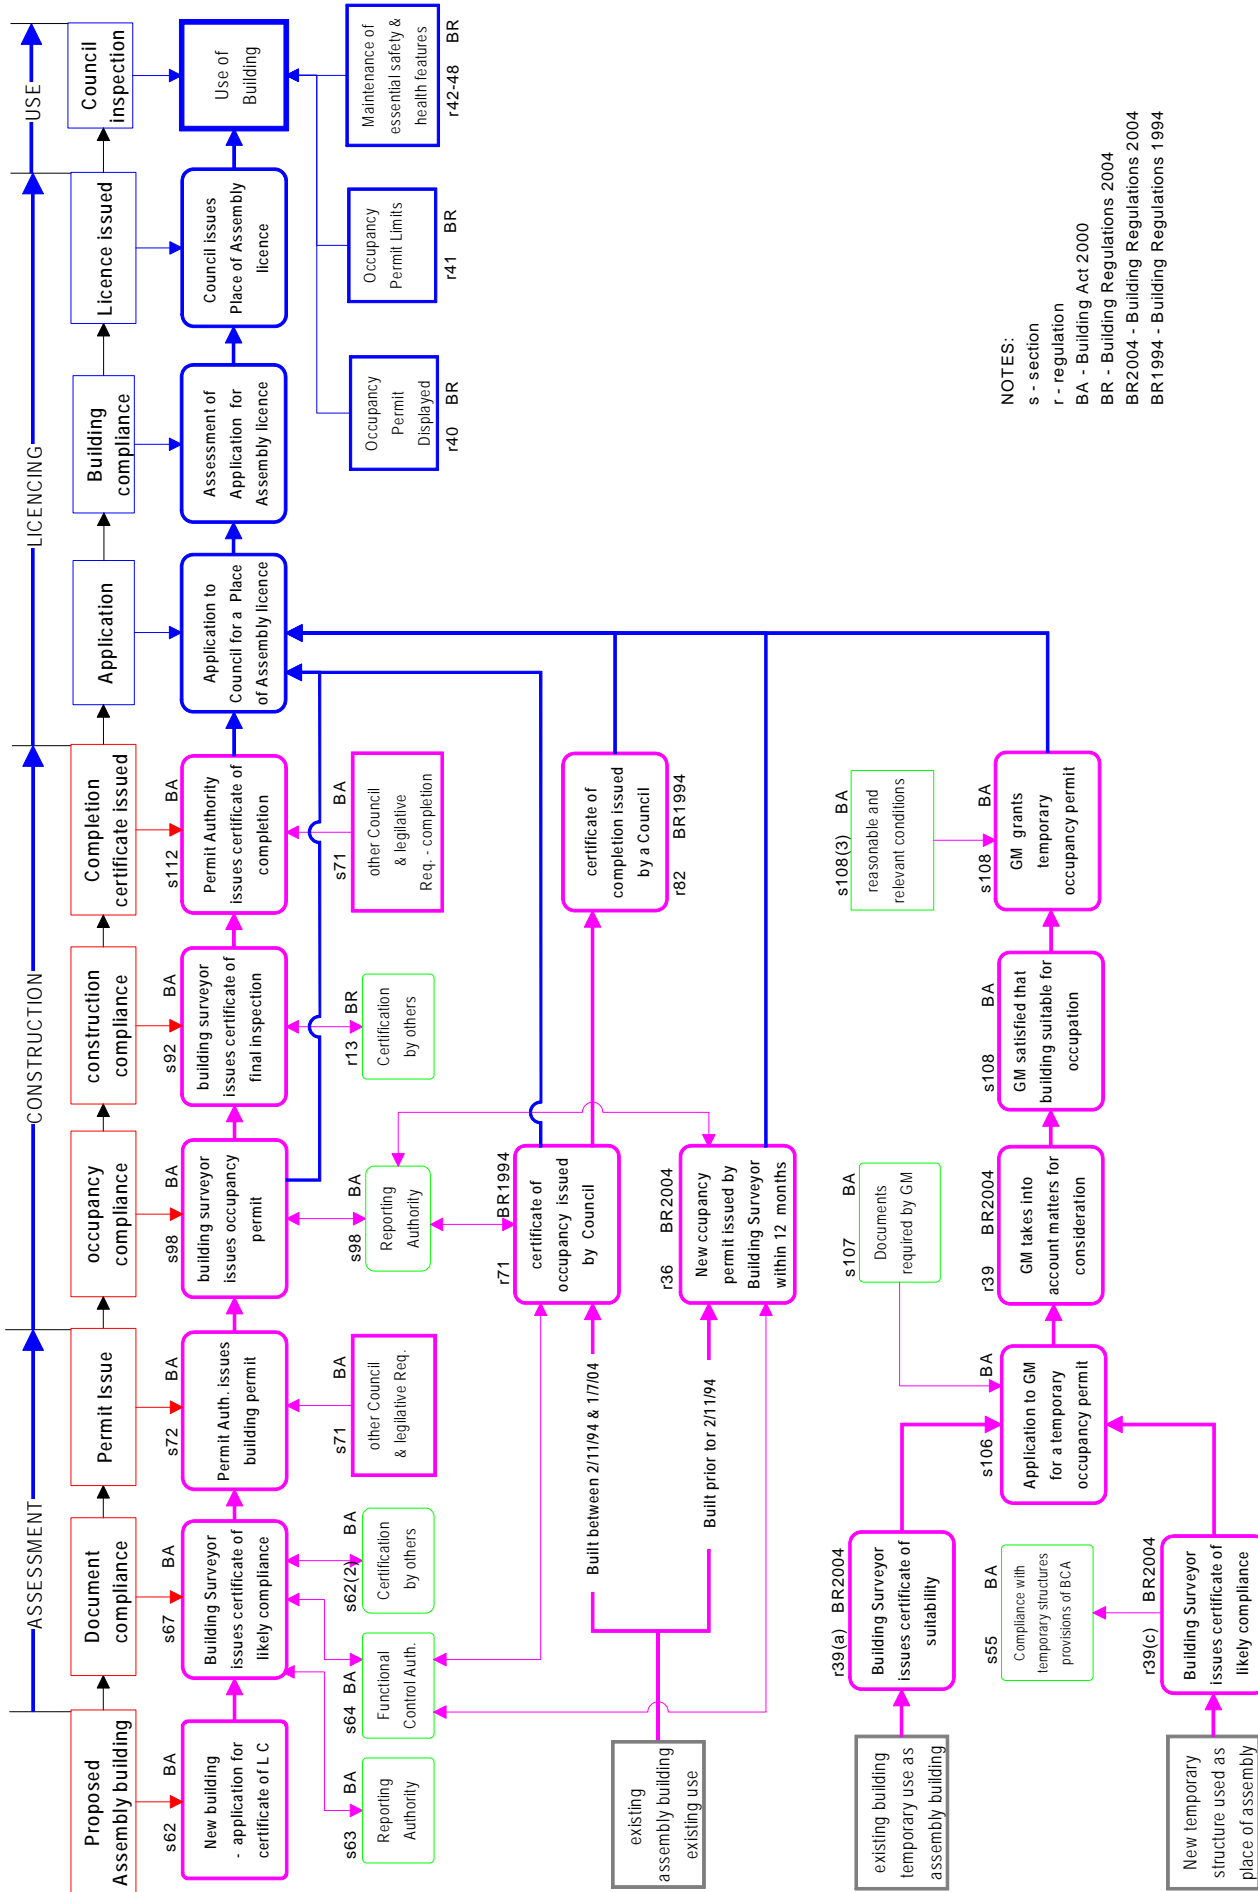 ASSESSMENT
CONSTRUCTION
LICENCING
USE
Proposed
Assembly building
Document
compliance
Permit Issue
occupancy
compliance
construction
compliance
Completion
certificate issued
Application
Building
compliance
Licence issued
Council
inspection
s62 BA
New building
- application for
certificate of L C
s67 BA
Building Surveyor
issues certificate of
likely compliance
s72 BA
Permit Auth. issues
building permit
s98 BA
building surveyor
issues occupancy
permit
s92 BA
building surveyor
issues certificate of
final inspection
s112 BA
Permit Authority
issues certificate of
completion
Application to
Council for a Place
of Assembly licence
Assessment of
Application for
Assembly licence
Council issues
Place of Assembly
licence
Use of
Building
s63 BA
Reporting
Authority
s64 BA
Functional
Control Auth.
s62(2) BA
Certification
by others
s71 BA
other Council
& legilative Req.
s98 BA
Reporting
Authority
r13 BR
Certification
by others
s71 BA
other Council
& legilative
Req. - completion
Occupancy
Permit
Displayed
r40 BR
Occupancy
Permit Limits
r41 BR
Maintenance of
essential safety &
health features
r42-48 BR
existing
assembly building
existing use
Built between 2/11/94 & 1/7/04
r71 BR1994
certificate of
occupancy issued
by Council
certificate of
completion issued
by a Council
r82 BR1994
Built prior tor 2/11/94
r36 BR2004
New ccupancy
permit issued by
Building Surveyor
within 12 months
existing building
temporary use as
assembly building
r39(a) BR2004
Building Surveyor
issues certificate of
suitability
s107 BA
Documents
required by GM
s106 BA
Application to GM
for a temporary
occupancy permit
r39 BR2004
GM takes into
account matters for
consideration
s108 BA
GM satisfied that
building suitable for
occupation
s108(3) BA
reasonable and
relevant conditions
s108 BA
GM grants
temporary
occupancy permit
s55 BA
Compliance with
temporary structures
provisions of BCA
New temporary
structure used as
place of assembly
r39(c) BR2004
Building Surveyor
issues certificate of
likely compliance
NOTES:
s - section
r - regulation
BA - Building Act 2000
BR - Building Regulations 2004
BR2004 - Building Regulations 2004
BR1994 - Building Regulations 1994